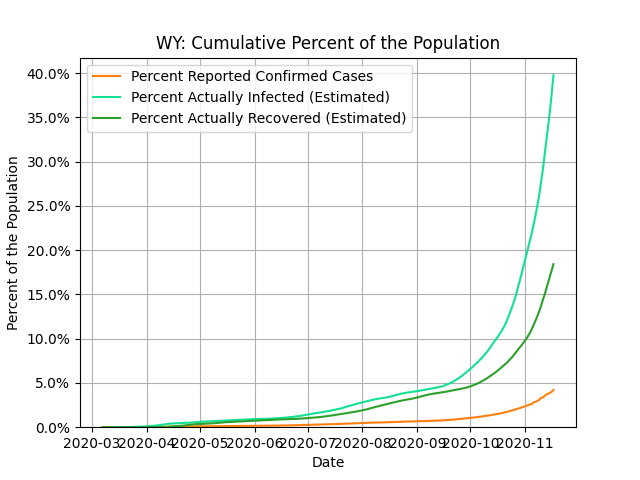 WY: Cumulative Percent of the Population
Percent Reported Confirmed Cases
Percent Actually Infected (Estimated)
Percent Actually Recovered (Estimated)
40.0%
35.0%
30.0%
25.0%
20.0%
15.0%
10.0%
5.0%
0.0%
Percent of the Population
2020-03 2020-04 2020-05 2020-06 2020-07 2020-08 2020-09 2020-10 2020-11
Date